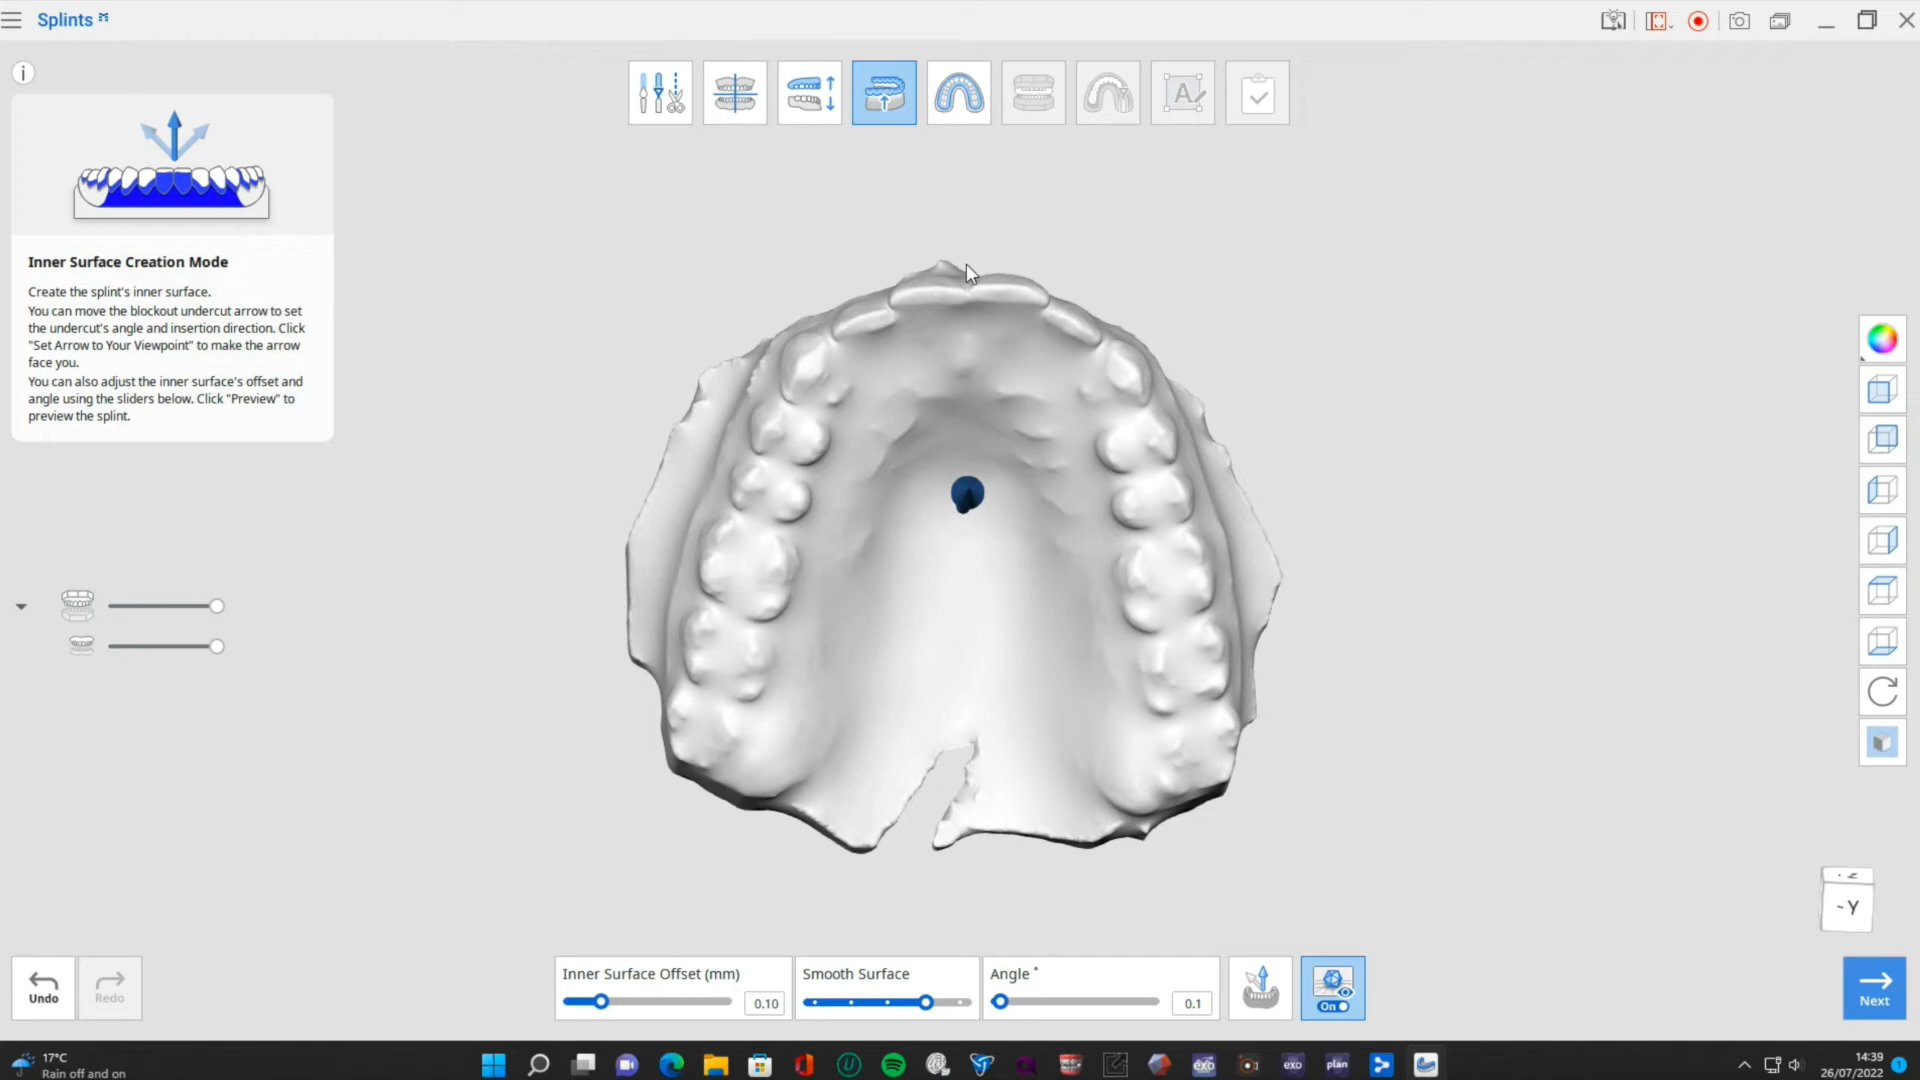 Splints
i
A
Inner Surface Creation Mode
Create the splint's inner surface.
You can move the blockout undercut arrow to set
the undercut's angle and insertion direction. Click
"Set Arrow to Your Viewpoint" to make the arrow
face you.
You can also adjust the inner surface's offset and
angle using the sliders below. Click "Preview" to
preview the splint.
- Z
- Y
Undo
Redo
Inner Surface Offset (mm)
0.10
Smooth Surface
Angle °
0.1
On
Next
17°C
Rain off and on
exo
exo
plan
14:39
26/07/2022
1